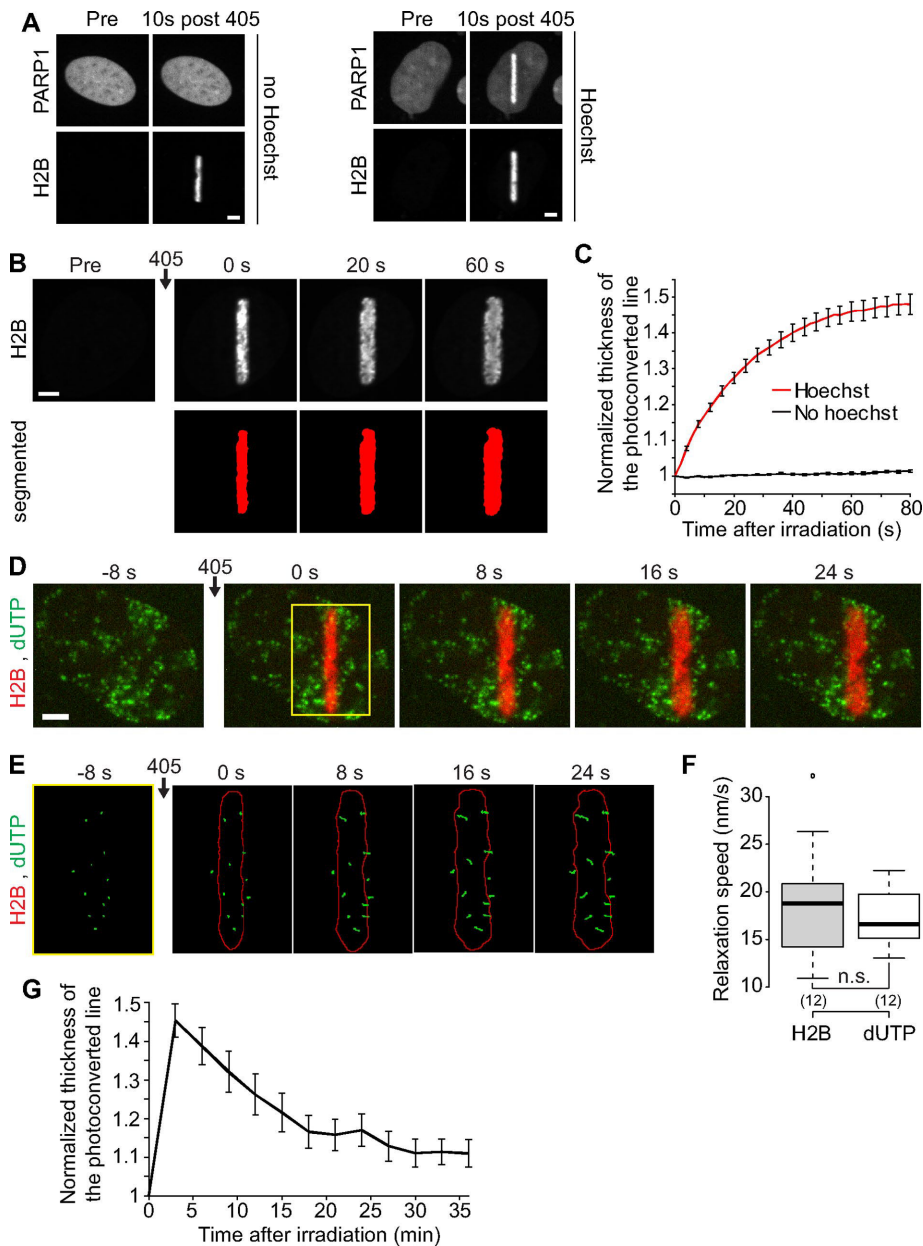 A
Pre 10s post 405
PARP1
H2B
no Hoechst
Pre 10s post 405
PARP1
H2B
Hoechst
B
Pre 405 0 s 20 s 60 s
H2B
segmented
C
Normalized thickness of
the photoconverted line
1.5
1.4
1.3
1.2
1.1
1
Hoechst
No hoechst
0 20 40 60 80
Time after irradiation (s)
D
-8 s 405 0 s 8 s 16 s 24 s
H2B , dUTP
E
-8 s 405 0 s 8 s 16 s 24 s
H2B , dUTP
F
Relaxation speed (nm/s)
30
25
20
15
10
n.s.
(12) (12)
H2B dUTP
G
Normalized thickness of
the photoconverted line
1.5
1.4
1.3
1.2
1.1
1
0 5 10 15 20 25 30 35
Time after irradiation (min)